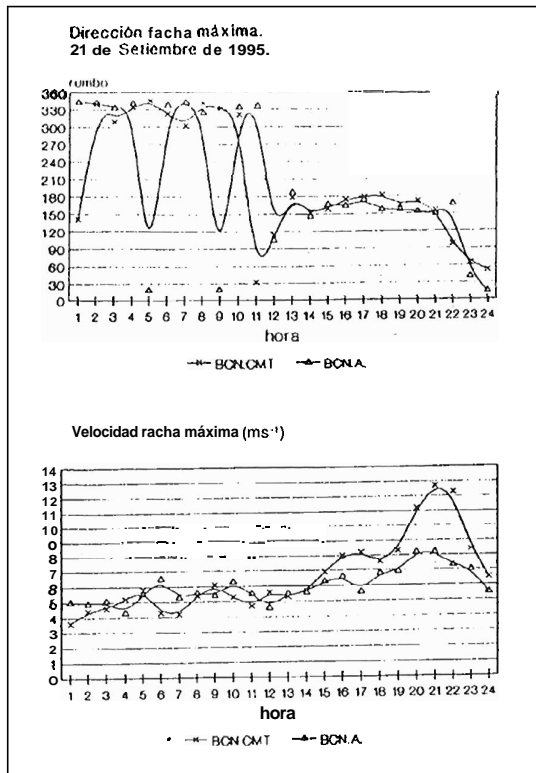 Dirección facha máxima.
21 de Setiembre de 1995.
rumbo
360
330
300
270
240
210
180
150
120
90
60
30
0
1 2 3 4 5 6 7 8 9 10 11 12 13 14 15 16 17 18 19 20 21 22 23 24
hora
BCN.CMT BCN.A.
Velocidad racha máxima (ms⁻¹)
14
13
12
11
10
0
8
7
6
5
4
3
2
1
0
1 2 3 4 5 6 7 8 9 10 11 12 13 14 15 16 17 18 19 20 21 22 23 24
hora
BCN.CMT BCN.A.